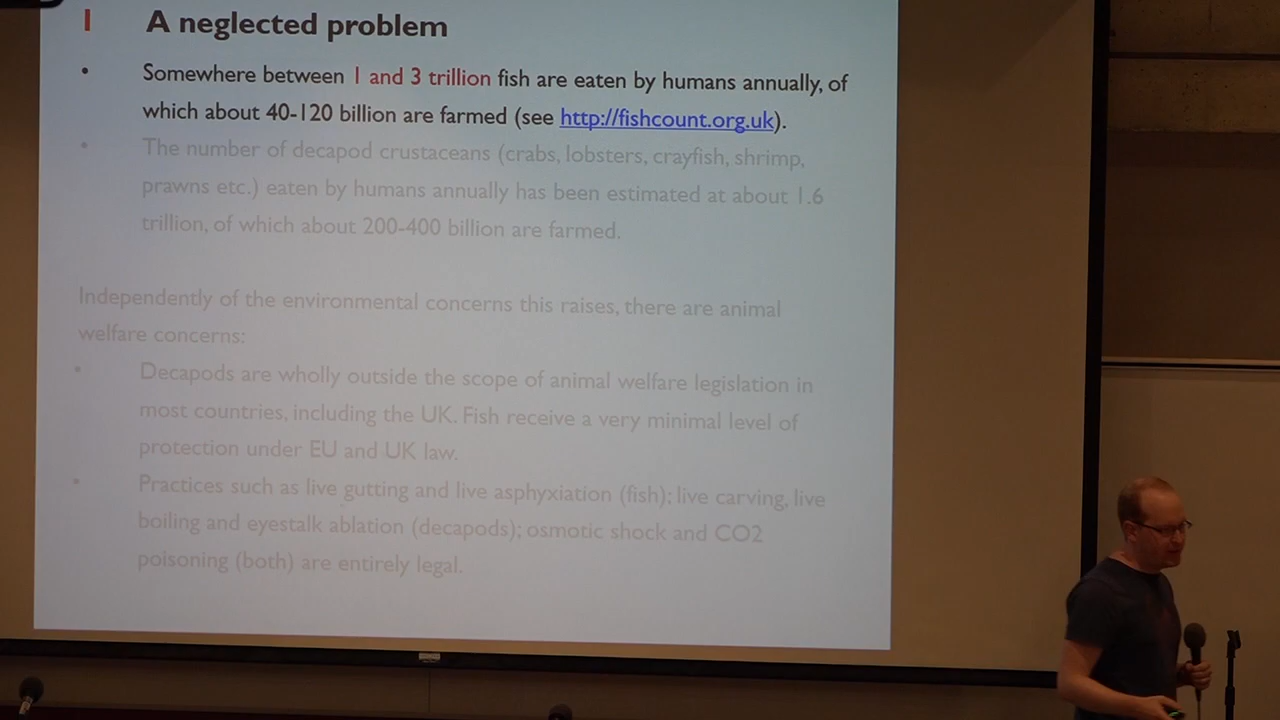 I A neglected problem
• Somewhere between 1 and 3 trillion fish are eaten by humans annually, of
which about 40-120 billion are farmed (see http://fishcount.org.uk).
• The number of decapod crustaceans (crabs, lobsters, crayfish, shrimp,
prawns etc.) eaten by humans annually has been estimated at about 1.6
trillion, of which about 200-400 billion are farmed.
Independently of the environmental concerns this raises, there are animal
welfare concerns:
• Decapods are wholly outside the scope of animal welfare legislation in
most countries, including the UK. Fish receive a very minimal level of
protection under EU and UK law.
• Practices such as live gutting and live asphyxiation (fish); live carving, live
boiling and eyestalk ablation (decapods); osmotic shock and CO2
poisoning (both) are entirely legal.